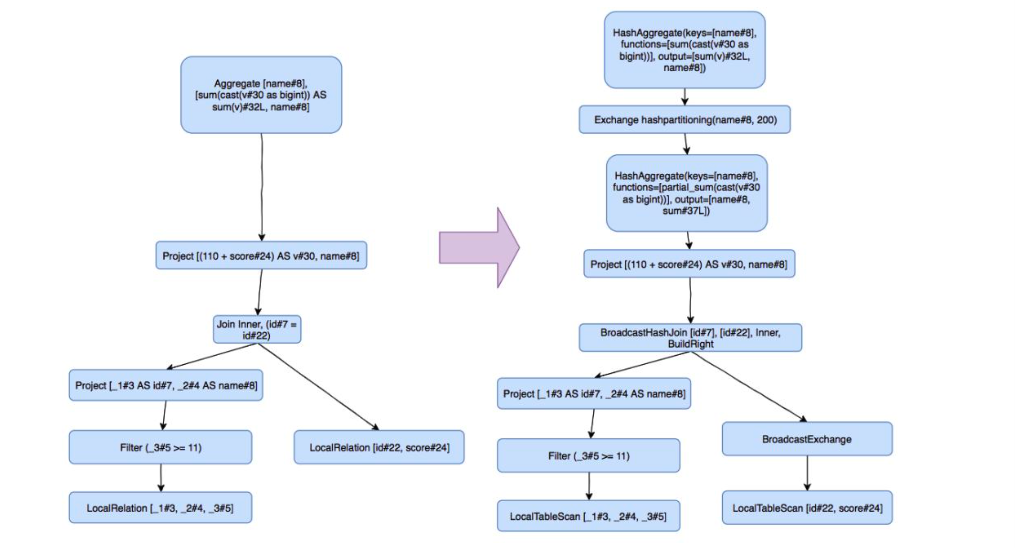 Aggregate [name#8],
[sum(cast(v#30 as bigint)) AS
sum(v)#32L, name#8]
Project [(110 + score#24) AS v#30, name#8]
Join Inner, (id#7 =
id#22)
Project [_1#3 AS id#7, _2#4 AS name#8]
Filter (_3#5 >= 11)
LocalRelation [id#22, score#24]
LocalRelation [_1#3, _2#4, _3#5]
HashAggregate(keys=[name#8],
functions=[sum(cast(v#30 as
bigint))], output=[sum(v)#32L,
name#8])
Exchange hashpartitioning(name#8, 200)
HashAggregate(keys=[name#8],
functions=[partial_sum(cast(v#30
as bigint))], output=[name#8,
sum#37L])
Project [(110 + score#24) AS v#30, name#8]
BroadcastHashJoin [id#7], [id#22], Inner,
BuildRight
Project [_1#3 AS id#7, _2#4 AS name#8]
Filter (_3#5 >= 11)
BroadcastExchange
LocalTableScan [_1#3, _2#4, _3#5]
LocalTableScan [id#22, score#24]